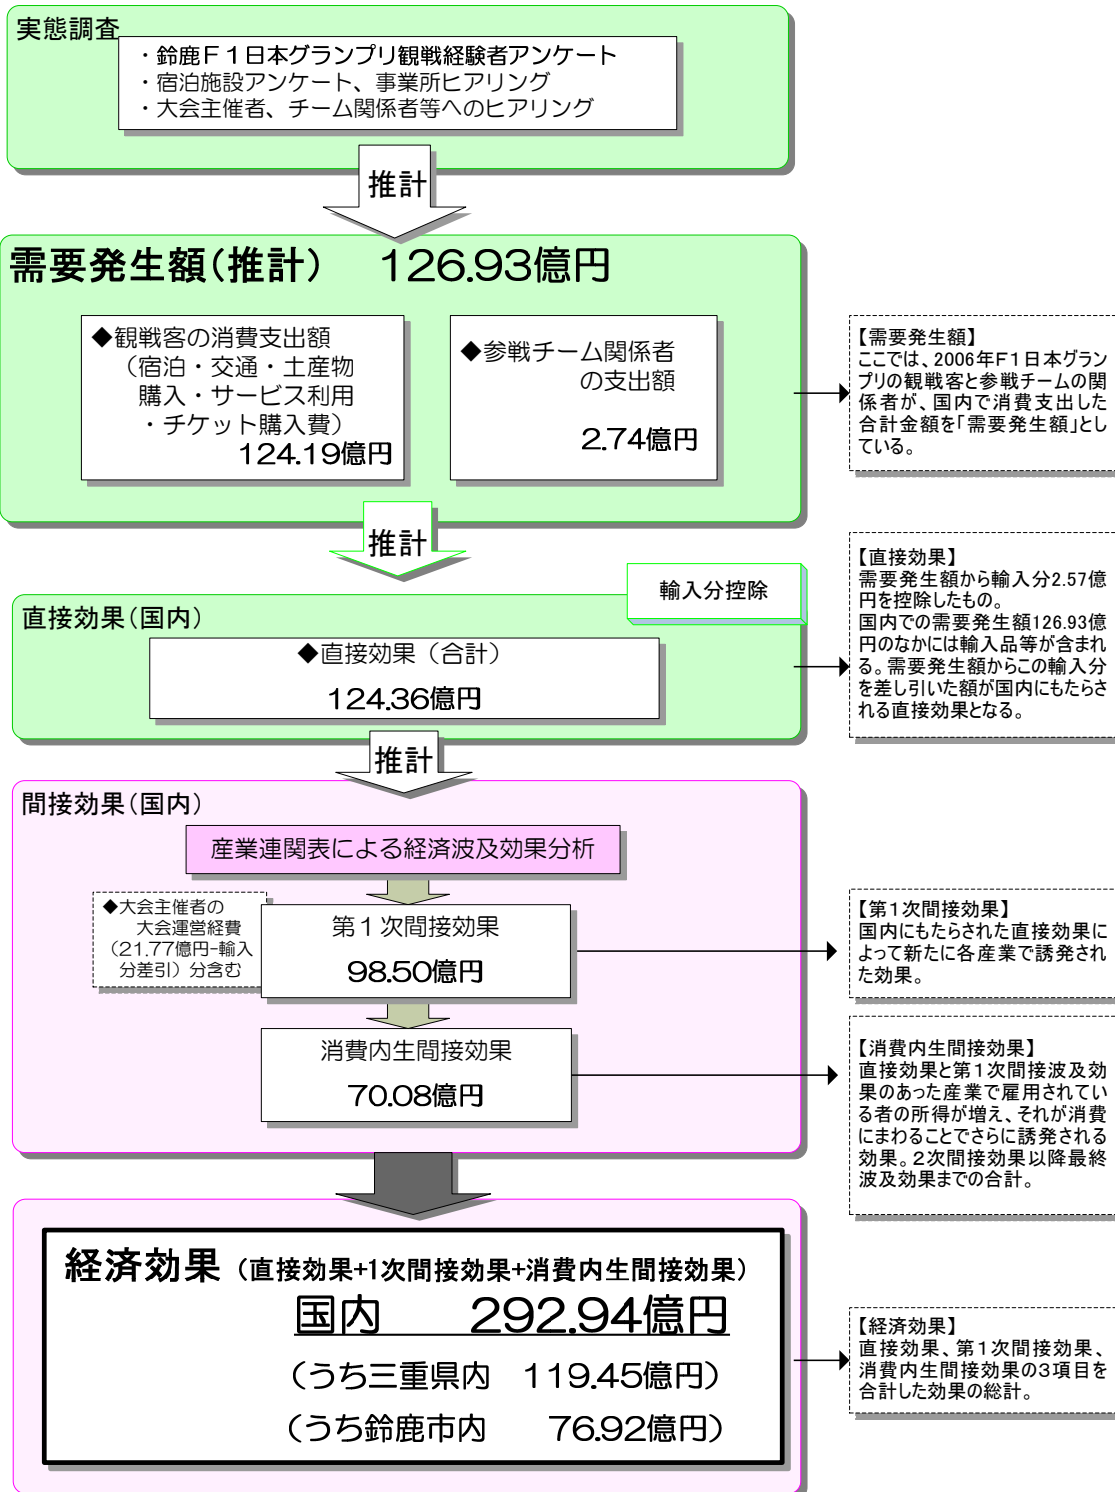 実態調査
・鈴鹿Ｆ１日本グランプリ観戦経験者アンケート
・宿泊施設アンケート、事業所ヒアリング
・大会主催者、チーム関係者等へのヒアリング
推計
需要発生額（推計）　126.93億円
◆観戦客の消費支出額
（宿泊・交通・土産物
購入・サービス利用
・チケット購入費）
124.19億円
◆参戦チーム関係者
の支出額
2.74億円
【需要発生額】
ここでは、2006年Ｆ１日本グラン
プリの観戦客と参戦チームの関
係者が、国内で消費支出した
合計金額を「需要発生額」とし
ている。
推計
輸入分控除
直接効果（国内）
◆直接効果（合計）
124.36億円
【直接効果】
需要発生額から輸入分2.57億
円を控除したもの。
国内での需要発生額126.93億
円のなかには輸入品等が含まれ
る。需要発生額からこの輸入分
を差し引いた額が国内にもたらさ
れる直接効果となる。
推計
間接効果（国内）
産業連関表による経済波及効果分析
◆大会主催者の
大会運営経費
（21.77億円-輸入
分差引）分含む
第１次間接効果
98.50億円
【第１次間接効果】
国内にもたらされた直接効果に
よって新たに各産業で誘発され
た効果。
消費内生間接効果
70.08億円
【消費内生間接効果】
直接効果と第１次間接波及効
果のあった産業で雇用されてい
る者の所得が増え、それが消費
にまわることでさらに誘発される
効果。２次間接効果以降最終
波及効果までの合計。
経済効果（直接効果+1次間接効果+消費内生間接効果）
国内　292.94億円
（うち三重県内　119.45億円）
（うち鈴鹿市内　76.92億円）
【経済効果】
直接効果、第１次間接効果、
消費内生間接効果の３項目を
合計した効果の総計。